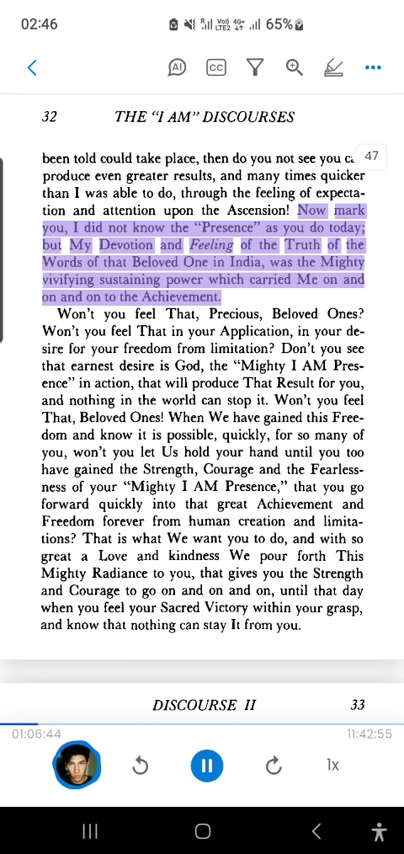 02:46
65%
AI
CC
32 THE “I AM” DISCOURSES
47
been told could take place, then do you not see you
produce even greater results, and many times quicker
than I was able to do, through the feeling of expecta-
tion and attention upon the Ascension! Now mark
you, I did not know the “Presence” as you do today;
but My Devotion and Feeling of the Truth of the
Words of that Beloved One in India, was the Mighty
vivifying sustaining power which carried Me on and
on and on to the Achievement.
Won’t you feel That, Precious, Beloved Ones?
Won’t you feel That in your Application, in your de-
sire for your freedom from limitation? Don’t you see
that earnest desire is God, the “Mighty I AM Pres-
ence” in action, that will produce That Result for you,
and nothing in the world can stop it. Won’t you feel
That, Beloved Ones! When We have gained this Free-
dom and know it is possible, quickly, for so many of
you, won’t you let Us hold your hand until you too
have gained the Strength, Courage and the Fearless-
ness of your “Mighty I AM Presence,” that you go
forward quickly into that great Achievement and
Freedom forever from human creation and limita-
tions? That is what We want you to do, and with so
great a Love and kindness We pour forth This
Mighty Radiance to you, that gives you the Strength
and Courage to go on and on and on, until that day
when you feel your Sacred Victory within your grasp,
and know that nothing can stay It from you.
DISCOURSE II 33
01:06:44 11:42:55
1x